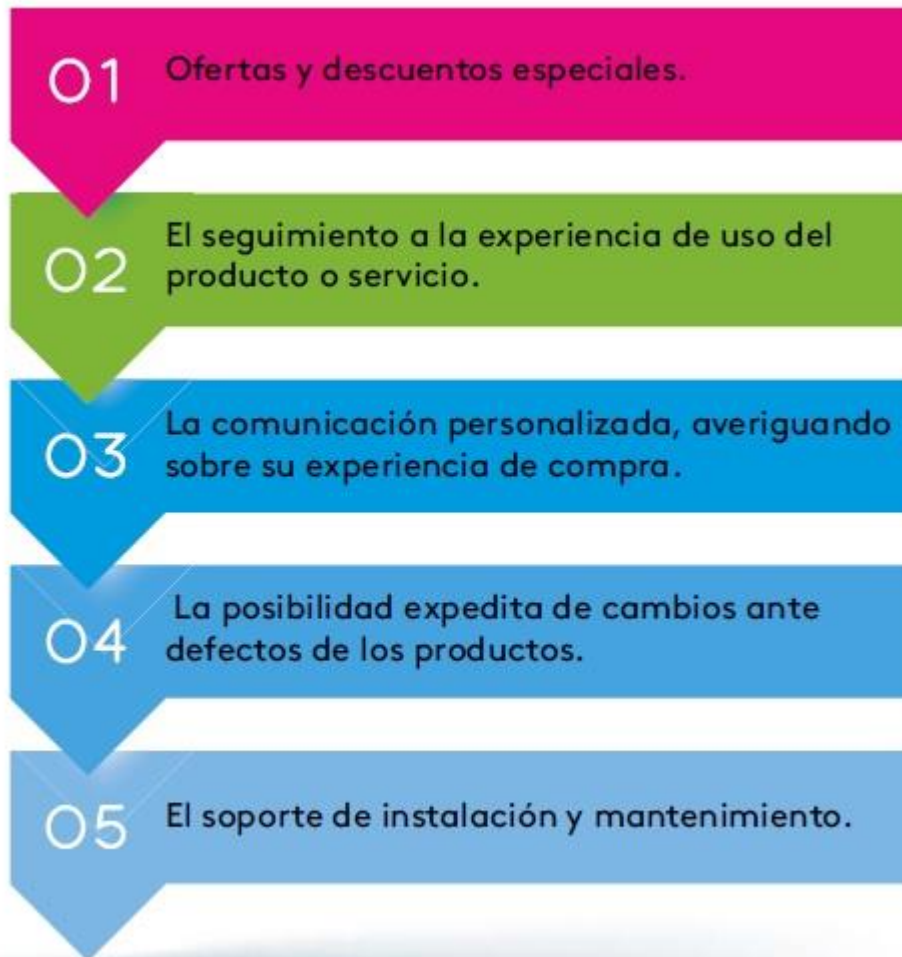 01
Ofertas y descuentos especiales.
02
El seguimiento a la experiencia de uso del
producto o servicio.
03
La comunicación personalizada, averiguando
sobre su experiencia de compra.
04
La posibilidad expedita de cambios ante
defectos de los productos.
05
El soporte de instalación y mantenimiento.